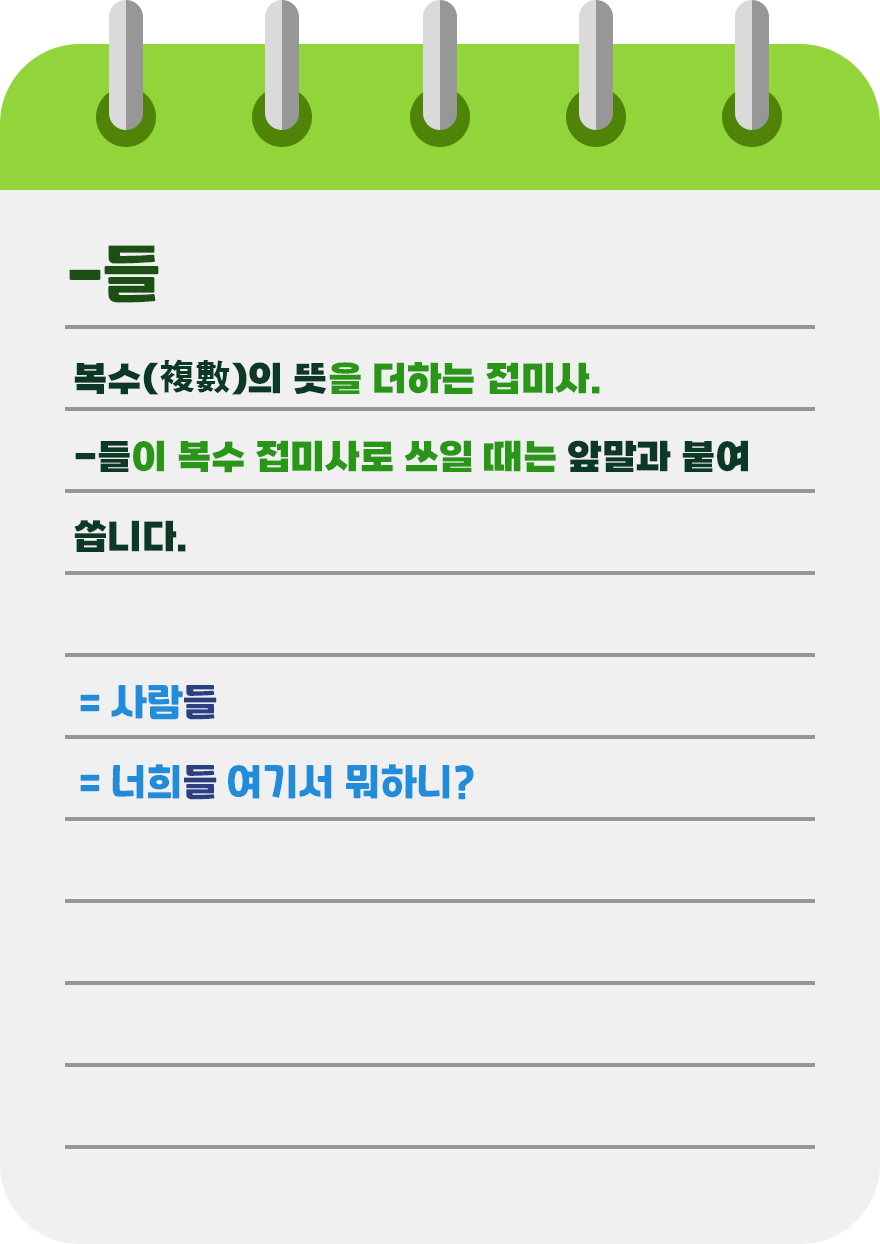 -들
복수(複數)의 뜻을 더하는 접미사.
-들이 복수 접미사로 쓰일 때는 앞말과 붙여
씁니다.
= 사람들
= 너희들 여기서 뭐하니?